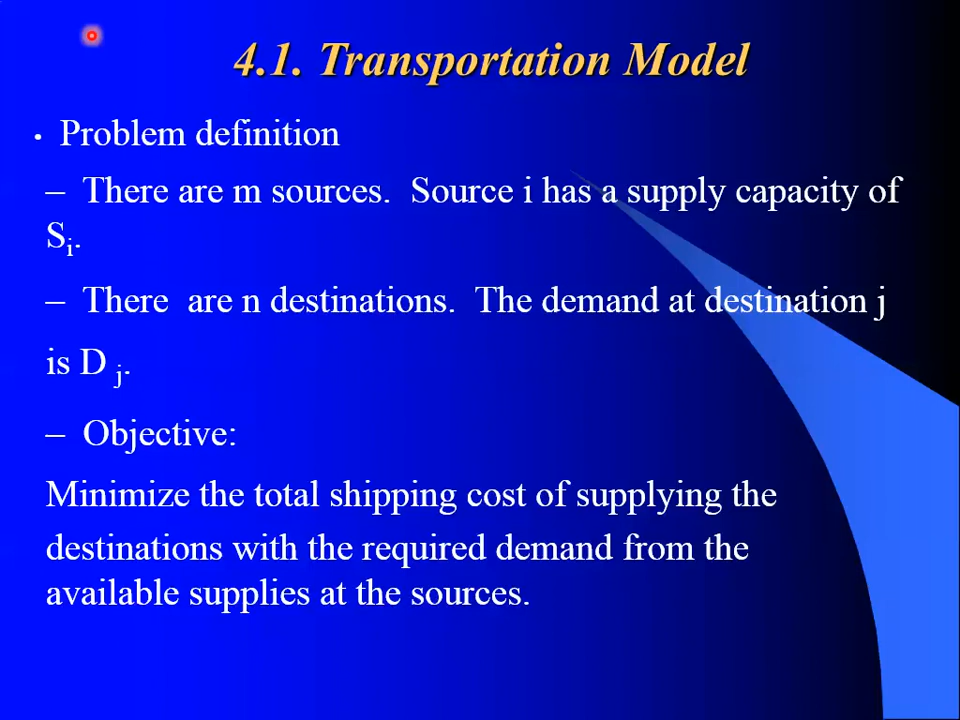 4.1. Transportation Model
• Problem definition
– There are m sources. Source i has a supply capacity of
Si.
– There are n destinations. The demand at destination j
is D j.
– Objective:
Minimize the total shipping cost of supplying the
destinations with the required demand from the
available supplies at the sources.